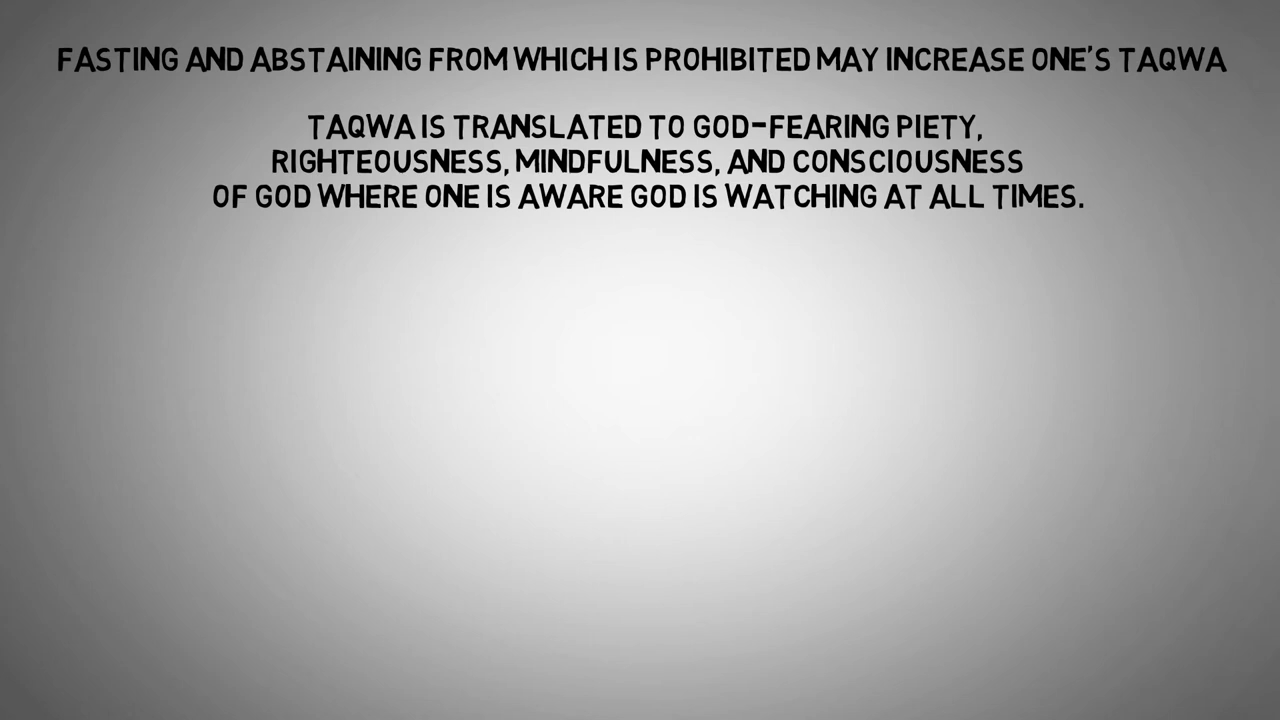 FASTING AND ABSTAINING FROM WHICH IS PROHIBITED MAY INCREASE ONE'S TAQWA
TAQWA IS TRANSLATED TO GOD-FEARING PIETY,
RIGHTEOUSNESS, MINDFULNESS, AND CONSCIOUSNESS
OF GOD WHERE ONE IS AWARE GOD IS WATCHING AT ALL TIMES.